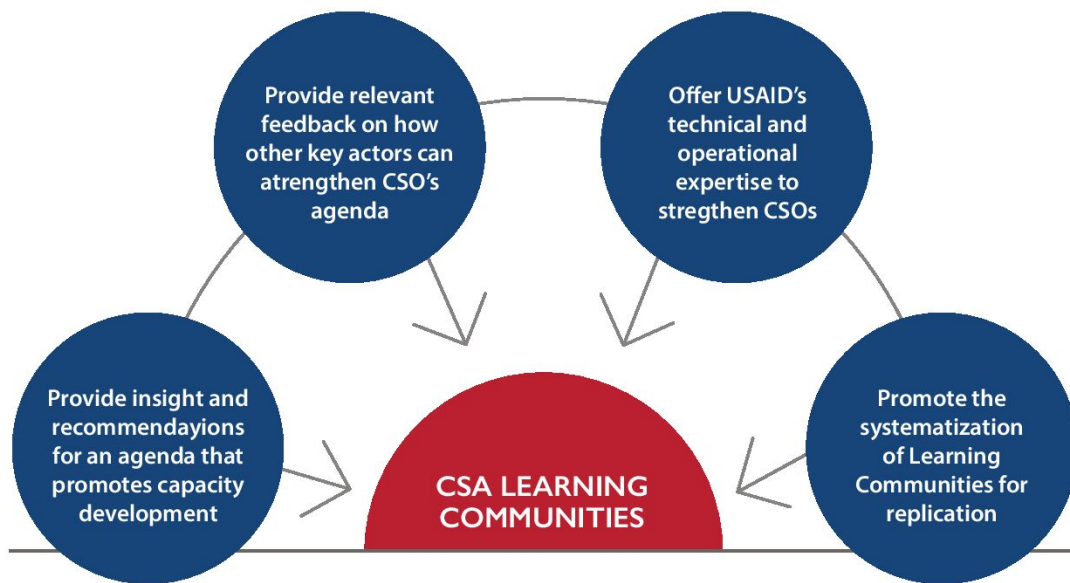 Provide relevant
feedback on how
other key actors can
atrengthen CSO's
agenda
Offer USAID's
technical and
operational
expertise to
stregthen CSOs
Provide insight and
recommendayions
for an agenda that
promotes capacity
development
CSA LEARNING
COMMUNITIES
Promote the
systematization
of Learning
Communities for
replication